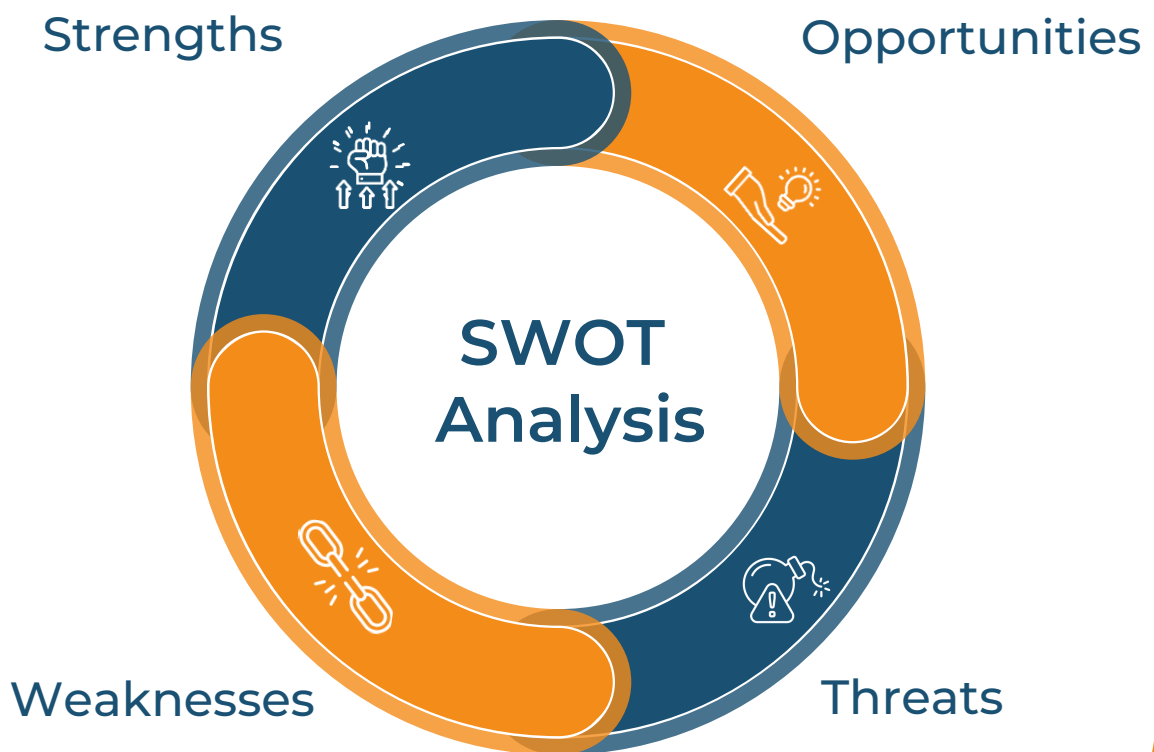 Strengths
Opportunities
SWOT
Analysis
Weaknesses
Threats